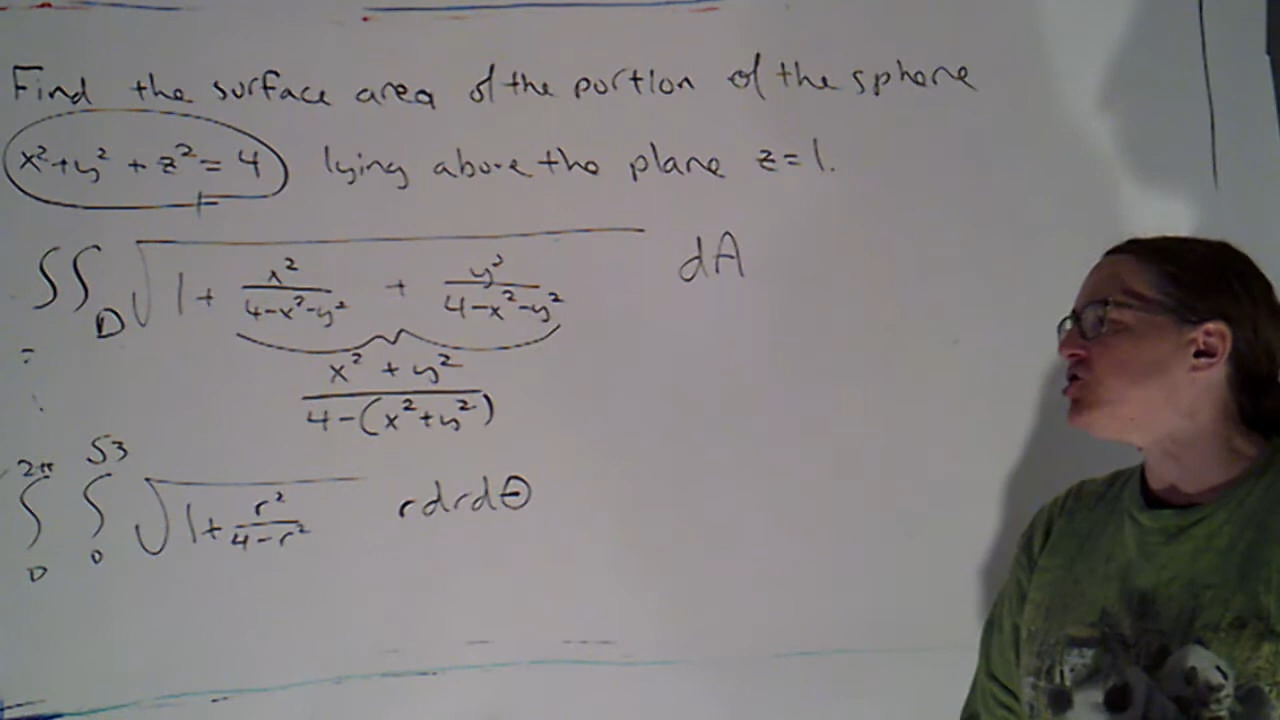 Find the surface area of the portion of the sphere
x² + y² + z² = 4 lying above the plane z = 1.
∫∫_D √(1 + x²/(4-x²-y²) + y²/(4-x²-y²)) dA
(x² + y²)/(4-(x²+y²))
= ∫_0^2π ∫_0^√3 √(1 + r²/(4-r²)) r dr dθ